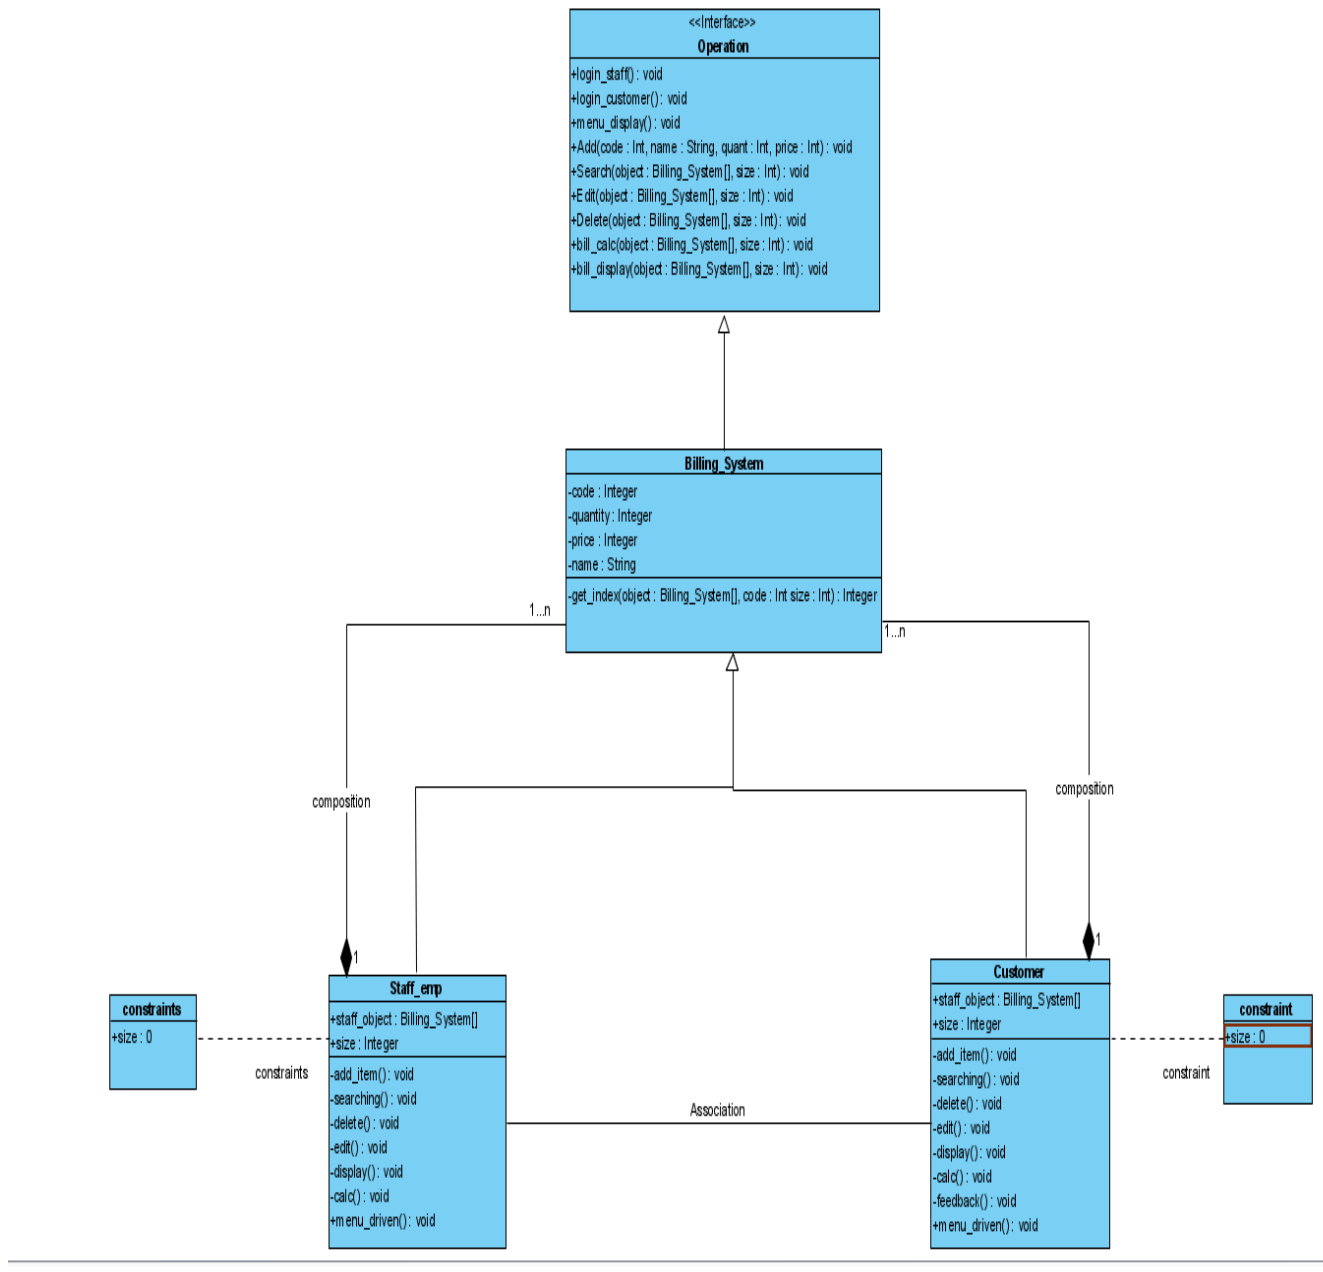 <<Interface>>
Operation
+login_staff() : void
+login_customer() : void
+menu_display() : void
+Add(code : Int, name : String, quant : Int, price : Int) : void
+Search(object : Billing_System[], size : Int) : void
+Edit(object : Billing_System[], size : Int) : void
+Delete(object : Billing_System[], size : Int) : void
+bill_calc(object : Billing_System[], size : Int) : void
+bill_display(object : Billing_System[], size : Int) : void
Billing_System
-code : Integer
-quantity : Integer
-price : Integer
-name : String
-get_index(object : Billing_System[], code : Int size : Int) : Integer
1...n
1...n
composition
composition
1
1
constraints
+size : 0
constraints
Staff_emp
+staff_object : Billing_System[]
+size : Integer
-add_item() : void
-searching() : void
-delete() : void
-edit() : void
-display() : void
-calc() : void
+menu_driven() : void
Association
Customer
+staff_object : Billing_System[]
+size : Integer
-add_item() : void
-searching() : void
-delete() : void
-edit() : void
-display() : void
-calc() : void
-feedback() : void
+menu_driven() : void
constraint
constraint
+size : 0